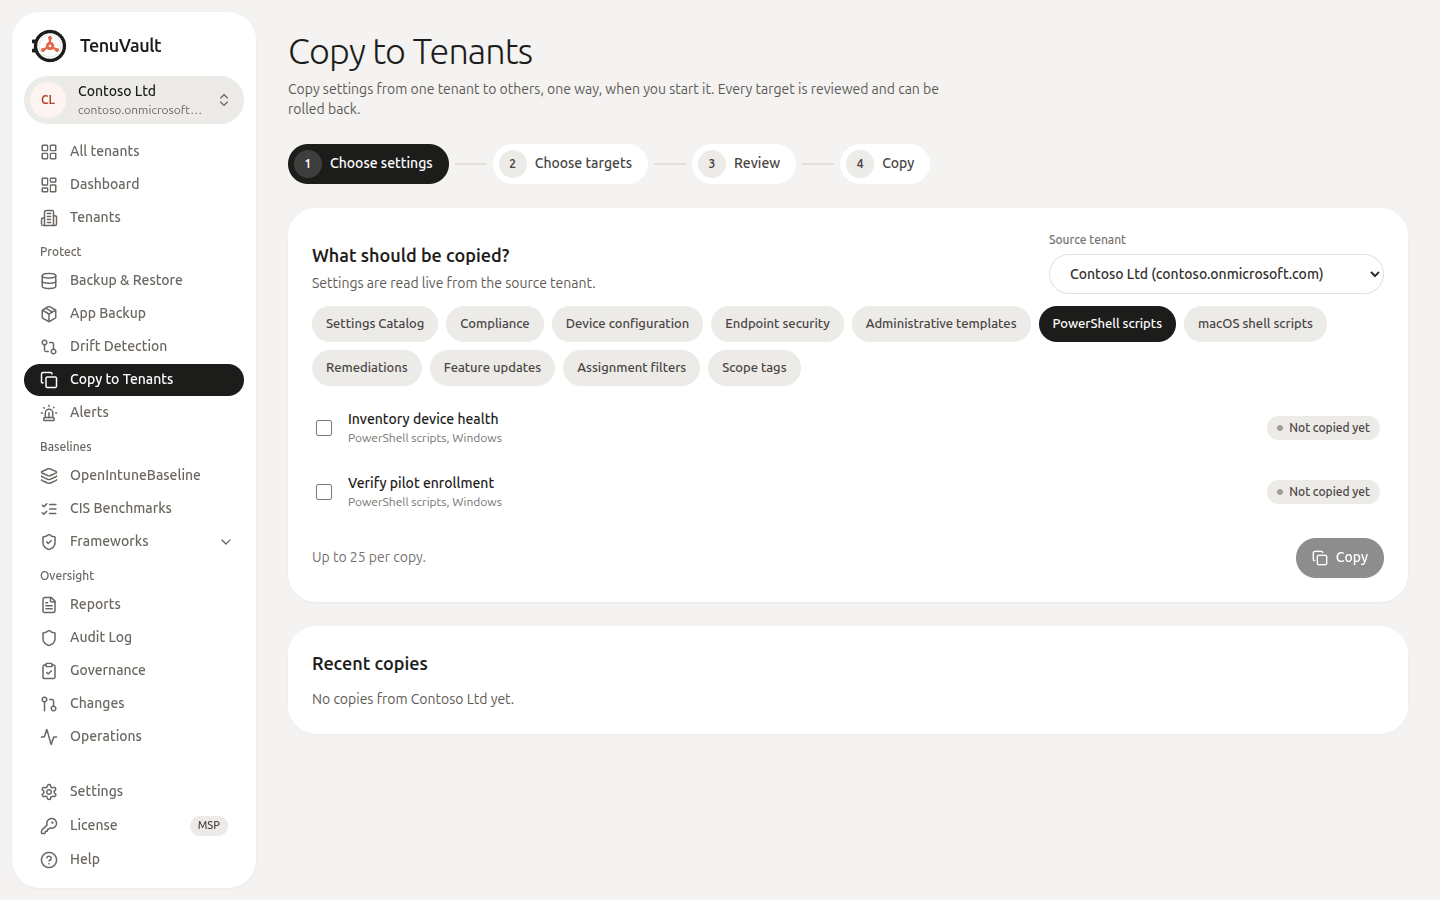 TenuVault
CL
Contoso Ltd
contoso.onmicrosoft...
All tenants
Dashboard
Tenants
Protect
Backup & Restore
App Backup
Drift Detection
Copy to Tenants
Alerts
Baselines
OpenIntuneBaseline
CIS Benchmarks
Frameworks
Oversight
Reports
Audit Log
Governance
Changes
Operations
Settings
License MSP
Help
Copy to Tenants
Copy settings from one tenant to others, one way, when you start it. Every target is reviewed and can be
rolled back.
1 Choose settings 2 Choose targets 3 Review 4 Copy
What should be copied?
Settings are read live from the source tenant.
Source tenant
Contoso Ltd (contoso.onmicrosoft.com)
Settings Catalog Compliance Device configuration Endpoint security Administrative templates PowerShell scripts macOS shell scripts
Remediations Feature updates Assignment filters Scope tags
Inventory device health
PowerShell scripts, Windows
Not copied yet
Verify pilot enrollment
PowerShell scripts, Windows
Not copied yet
Up to 25 per copy.
Copy
Recent copies
No copies from Contoso Ltd yet.